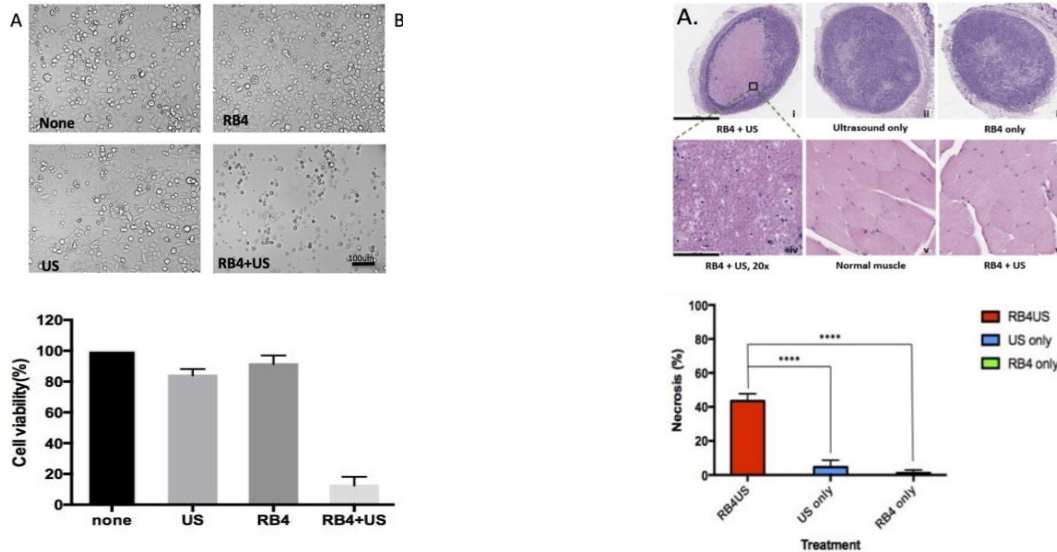 A
B
None
RB4
US
RB4+US
100um
120
100
80
60
40
20
0
Cell viability(%)
none US RB4 RB4+US
A.
i
ii
i
RB4 + US
Ultrasound only
RB4 only
iv
v
v
RB4 + US, 20x
Normal muscle
RB4 + US
100
80
60
40
20
0
Necrosis (%)
****
****
RB4US
US only
RB4 only
RB4US
US only
RB4 only
Treatment